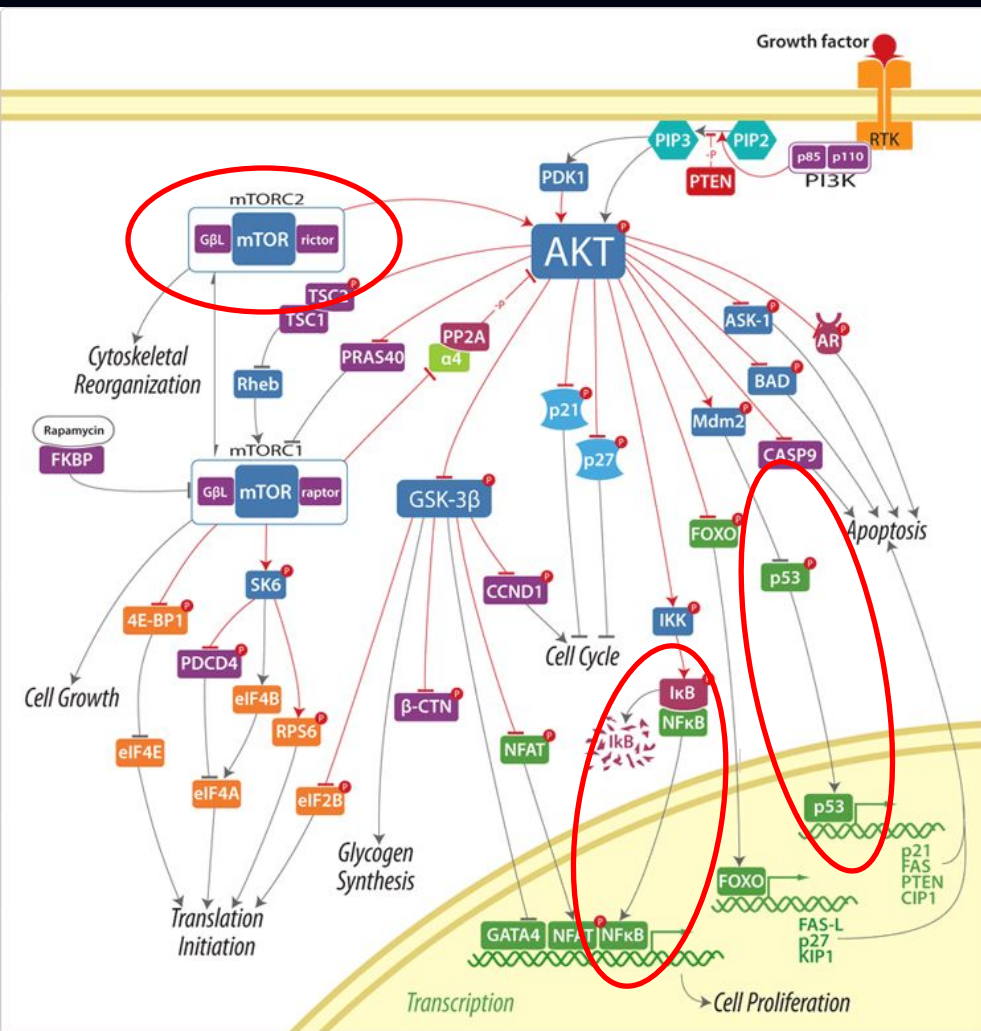 Growth factor
RTK
PIP3
PIP2
-P
PTEN
p85
p110
PI3K
PDK1
AKT
P
mTORC2
GβL
mTOR
rictor
TSC2
P
TSC1
Cytoskeletal
Reorganization
Rheb
PRAS40
PP2A
α4
-P
Rapamycin
FKBP
mTORC1
GβL
mTOR
raptor
ASK-1
P
AR
P
BAD
P
Mdm2
P
CASP9
p21
P
p27
P
GSK-3β
P
FOXO
P
Apoptosis
p53
P
SK6
P
4E-BP1
P
PDCD4
P
eIF4B
RPS6
P
eIF4E
eIF4A
eIF2B
P
CCND1
P
IKK
P
Cell Cycle
Cell Growth
β-CTN
P
NFAT
P
IκB
NFκB
IkB
Glycogen
Synthesis
Translation
Initiation
p53
p21
FAS
PTEN
CIP1
FOXO
FAS-L
p27
KIP1
GATA4
NFAT
P
NFκB
Transcription
Cell Proliferation